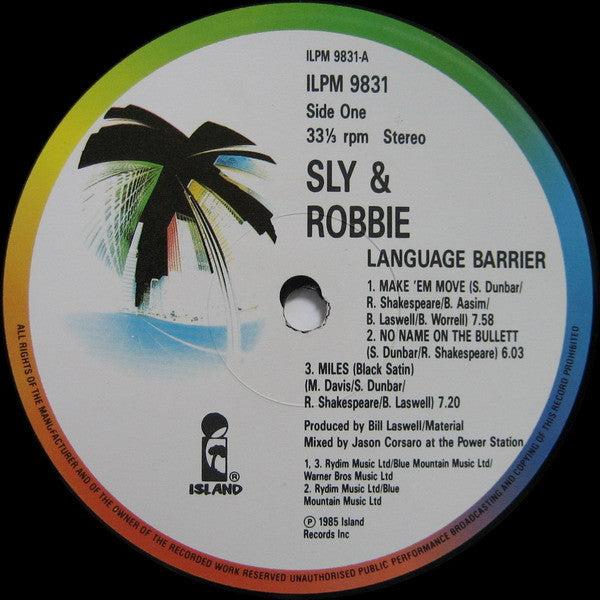 ILPM 9831-A
ILPM 9831
Side One
33⅓ rpm Stereo
SLY &
ROBBIE
LANGUAGE BARRIER
1. MAKE 'EM MOVE (S. Dunbar/
R. Shakespeare/B. Aasim/
B. Laswell/B. Worrell) 7.58
2. NO NAME ON THE BULLETT
(S. Dunbar/R. Shakespeare) 6.03
3. MILES (Black Satin)
(M. Davis/S. Dunbar/
R. Shakespeare/B. Laswell) 7.20
Produced by Bill Laswell/Material
Mixed by Jason Corsaro at the Power Station
1, 3. Rydim Music Ltd/Blue Mountain Music Ltd/
Warner Bros Music Ltd
2. Rydim Music Ltd/Blue
Mountain Music Ltd
℗ 1985 Island
Records Inc
i ®
ISLAND
ALL RIGHTS OF THE MANUFACTURER AND OF THE OWNER OF THE RECORDED WORK RESERVED UNAUTHORISED PUBLIC PERFORMANCE BROADCASTING AND COPYING OF THIS RECORD PROHIBITED